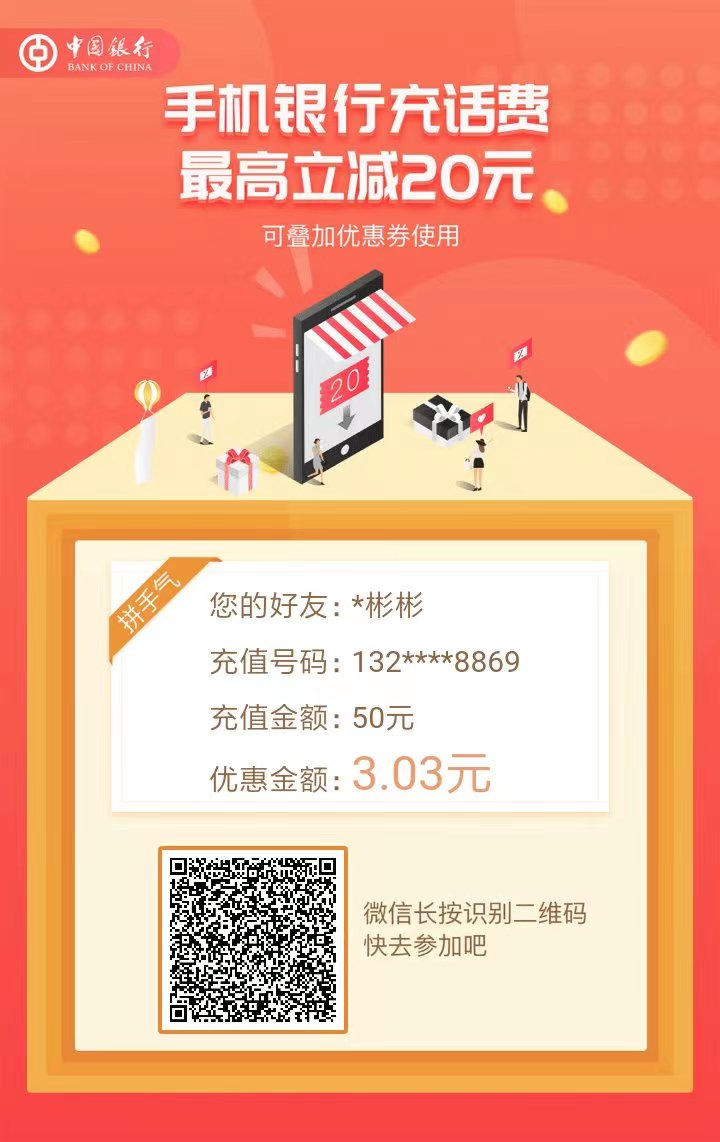 中国银行
BANK OF CHINA
手机银行充话费
最高立减20元
可叠加优惠券使用
20
拼手气
您的好友：*彬彬
充值号码：132****8869
充值金额：50元
优惠金额：3.03元
微信长按识别二维码
快去参加吧